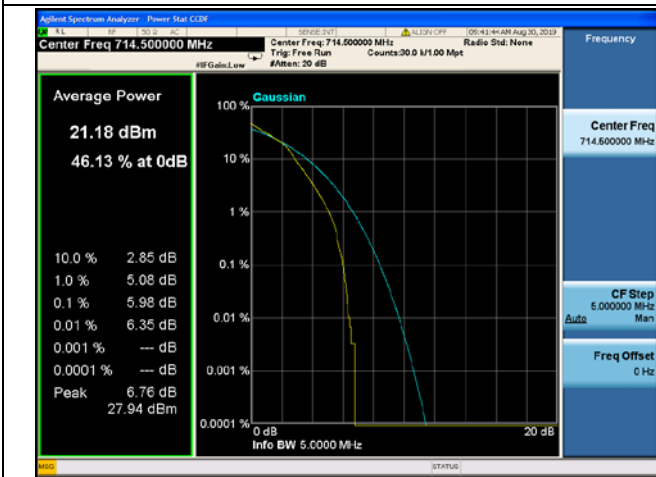 Agilent Spectrum Analyzer - Power Stat CCDF
RL RF 50 Ω AC SENSE:INT ALIGN OFF 09:41:44 AM Aug 30, 2019
Center Freq 714.500000 MHz
Center Freq: 714.500000 MHz Radio Std: None
Trig: Free Run Counts:30.0 k/1.00 Mpt
#IFGain:Low #Atten: 20 dB
Frequency
Average Power
21.18 dBm
46.13 % at 0dB
10.0 % 2.85 dB
1.0 % 5.08 dB
0.1 % 5.98 dB
0.01 % 6.35 dB
0.001 % --- dB
0.0001 % --- dB
Peak 6.76 dB
27.94 dBm
100 %
Gaussian
10 %
1 %
0.1 %
0.01 %
0.001 %
0.0001 %
0 dB 20 dB
Info BW 5.0000 MHz
Center Freq
714.500000 MHz
CF Step
5.000000 MHz
Auto Man
Freq Offset
0 Hz
MSG STATUS